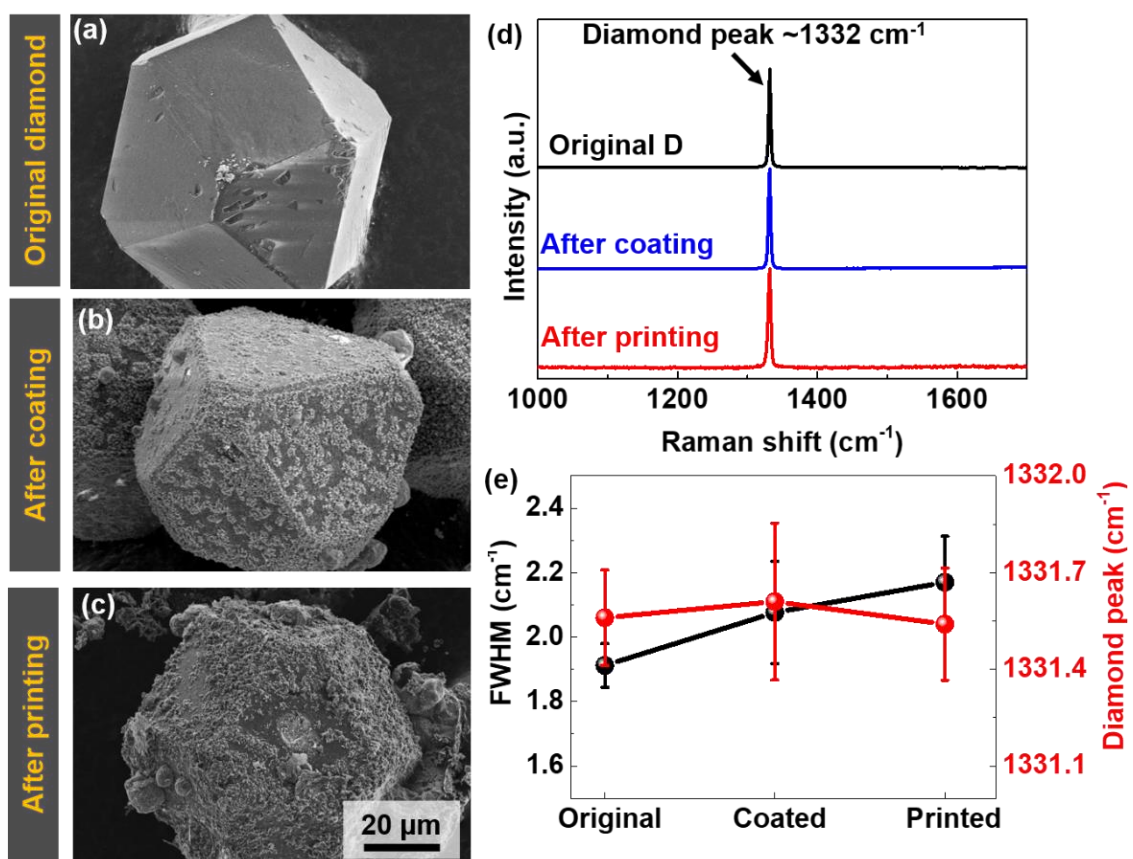 Original diamond
(a)
After coating
(b)
After printing
(c)
20 μm
(d)
Diamond peak ~1332 cm⁻¹
Original D
After coating
After printing
Intensity (a.u.)
1000 1200 1400 1600
Raman shift (cm⁻¹)
(e)
FWHM (cm⁻¹)
2.4
2.2
2.0
1.8
1.6
1332.0
1331.7
1331.4
1331.1
Diamond peak (cm⁻¹)
Original Coated Printed